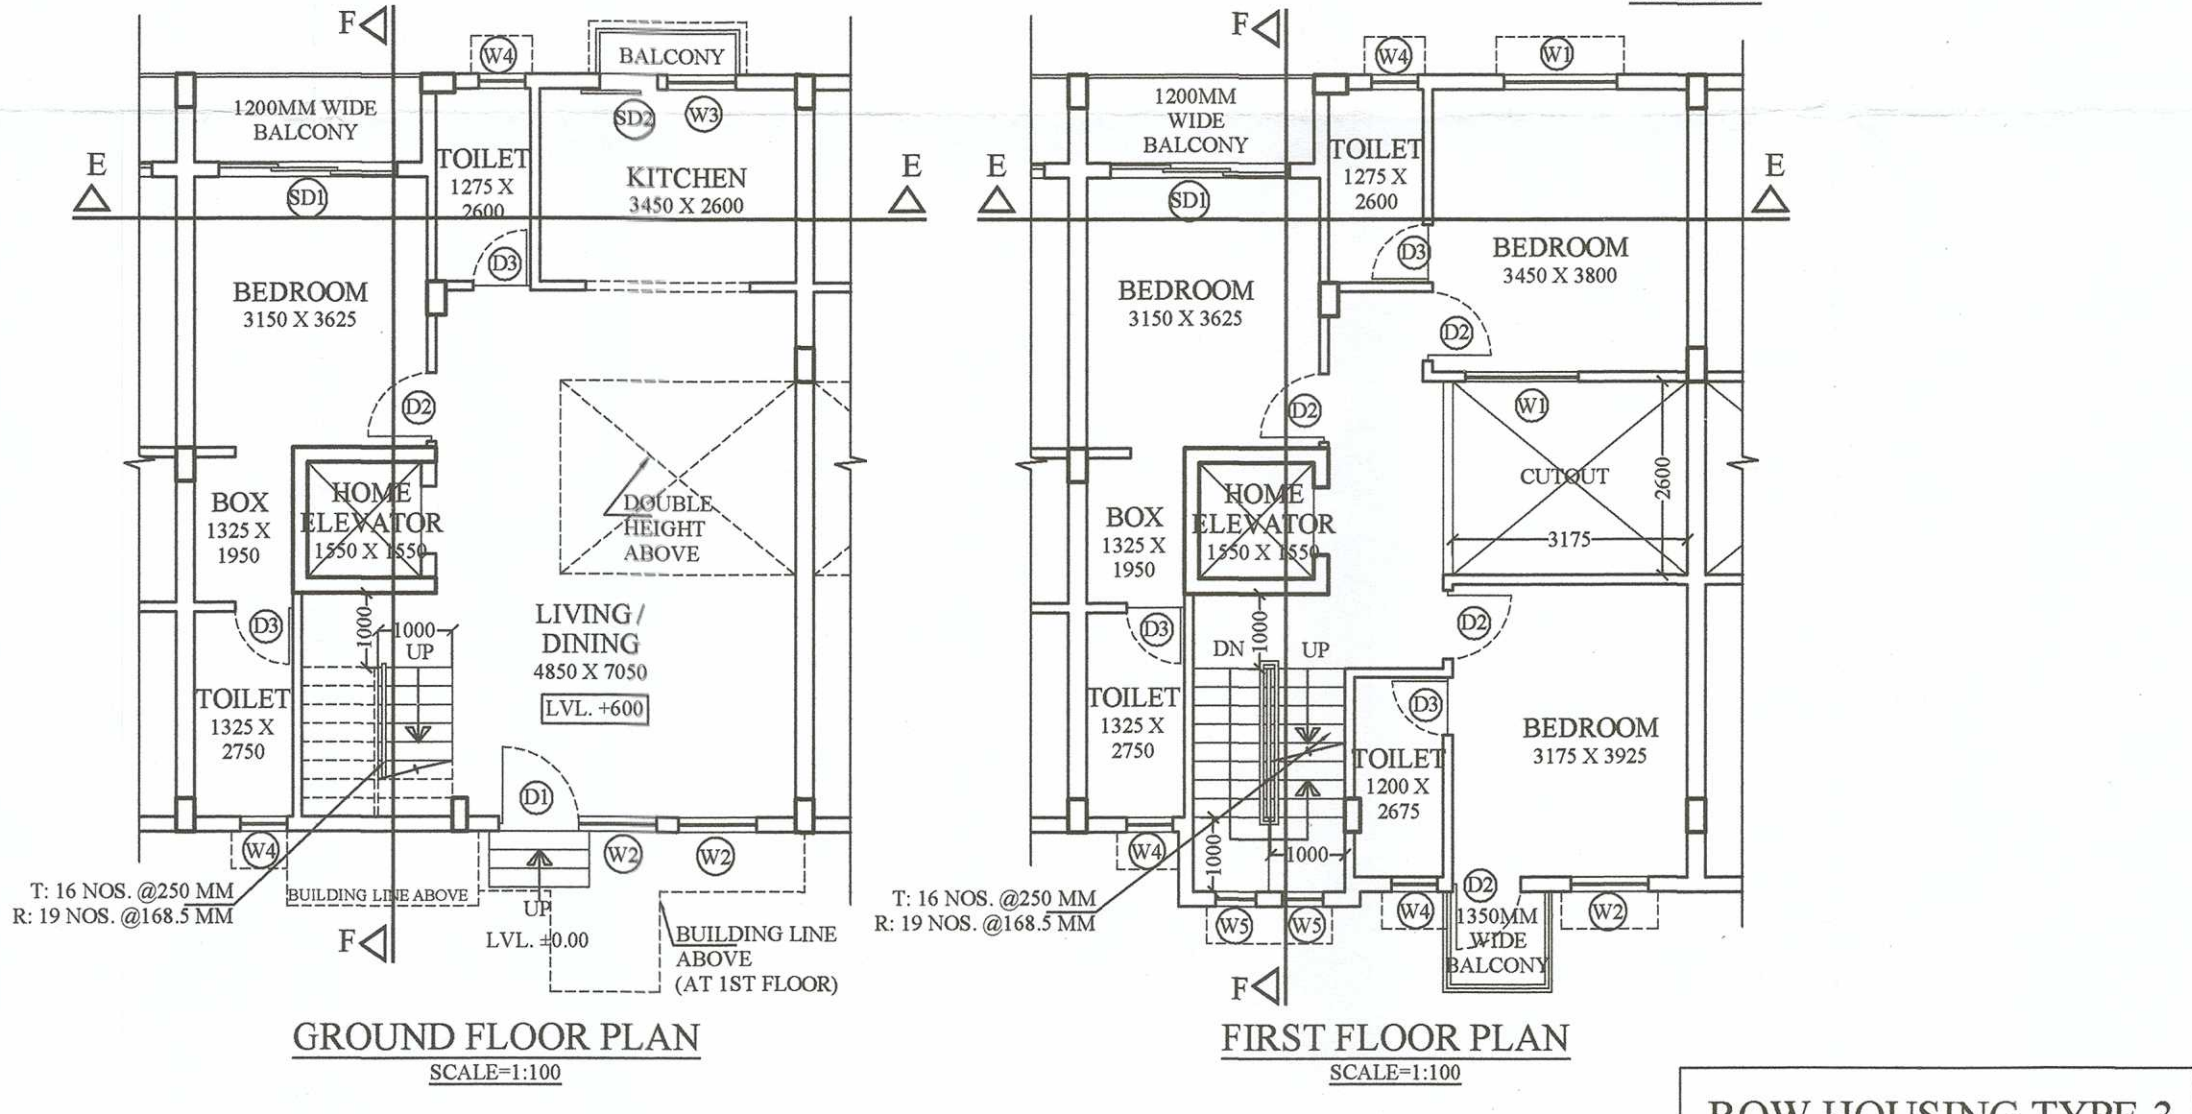 F
W4
BALCONY
1200MM WIDE
BALCONY
SD2
W3
E
TOILET
1275 X
2600
KITCHEN
3450 X 2600
E
SD1
D3
BEDROOM
3150 X 3625
D2
BOX
1325 X
1950
HOME
ELEVATOR
1550 X 1550
DOUBLE
HEIGHT
ABOVE
D3
1000
1000
UP
LIVING /
DINING
4850 X 7050
LVL. +600
TOILET
1325 X
2750
D1
W4
W2
W2
T: 16 NOS. @250 MM
R: 19 NOS. @168.5 MM
BUILDING LINE ABOVE
UP
LVL. ±0.00
F
BUILDING LINE
ABOVE
(AT 1ST FLOOR)
GROUND FLOOR PLAN
SCALE=1:100
F
W4
W1
1200MM
WIDE
BALCONY
E
TOILET
1275 X
2600
E
SD1
D3
BEDROOM
3450 X 3800
BEDROOM
3150 X 3625
D2
D2
W1
CUTOUT
2600
3175
BOX
1325 X
1950
HOME
ELEVATOR
1550 X 1550
D3
DN
1000
UP
D2
TOILET
1325 X
2750
D3
BEDROOM
3175 X 3925
TOILET
1200 X
2675
W4
1000
1000
T: 16 NOS. @250 MM
R: 19 NOS. @168.5 MM
W5
W5
W4
D2
1350MM
WIDE
BALCONY
W2
F
FIRST FLOOR PLAN
SCALE=1:100
ROW HOUSING TYPE 2